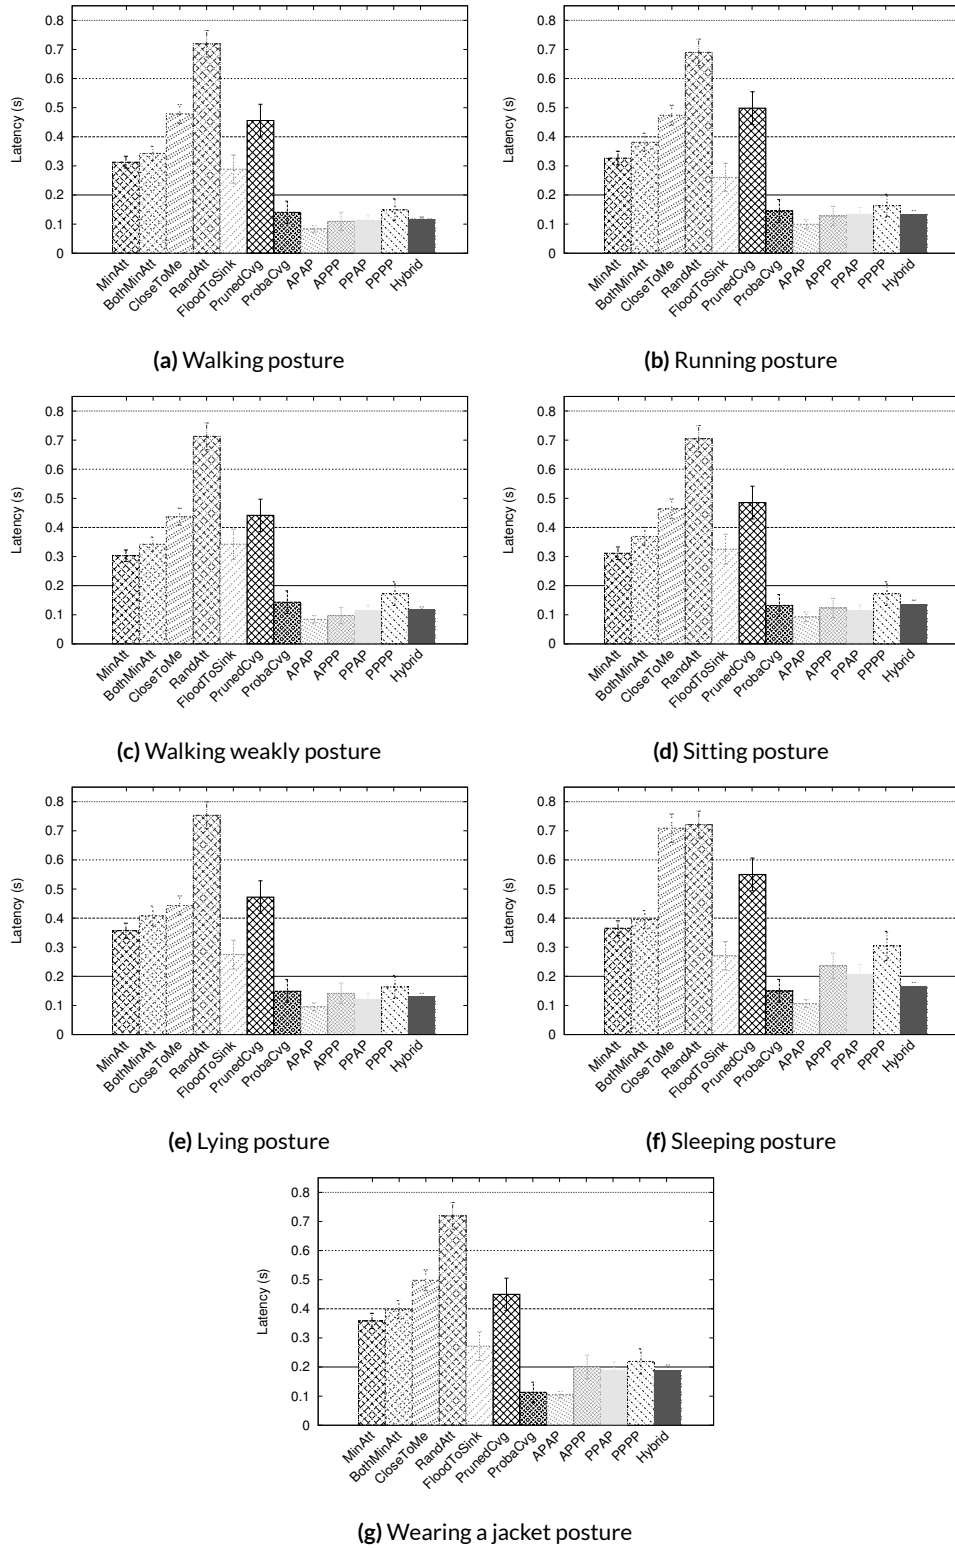 0.8
0.7
0.6
0.5
0.4
0.3
0.2
0.1
0
Latency (s)
MinAtt
BothMinAtt
CloseToMe
RandAtt
FloodToSink
PrunedCvg
ProbaCvg
APAP
APPP
PPAP
PPPP
Hybrid
(a) Walking posture
0.8
0.7
0.6
0.5
0.4
0.3
0.2
0.1
0
Latency (s)
MinAtt
BothMinAtt
CloseToMe
RandAtt
FloodToSink
PrunedCvg
ProbaCvg
APAP
APPP
PPAP
PPPP
Hybrid
(b) Running posture
0.8
0.7
0.6
0.5
0.4
0.3
0.2
0.1
0
Latency (s)
MinAtt
BothMinAtt
CloseToMe
RandAtt
FloodToSink
PrunedCvg
ProbaCvg
APAP
APPP
PPAP
PPPP
Hybrid
(c) Walking weakly posture
0.8
0.7
0.6
0.5
0.4
0.3
0.2
0.1
0
Latency (s)
MinAtt
BothMinAtt
CloseToMe
RandAtt
FloodToSink
PrunedCvg
ProbaCvg
APAP
APPP
PPAP
PPPP
Hybrid
(d) Sitting posture
0.8
0.7
0.6
0.5
0.4
0.3
0.2
0.1
0
Latency (s)
MinAtt
BothMinAtt
CloseToMe
RandAtt
FloodToSink
PrunedCvg
ProbaCvg
APAP
APPP
PPAP
PPPP
Hybrid
(e) Lying posture
0.8
0.7
0.6
0.5
0.4
0.3
0.2
0.1
0
Latency (s)
MinAtt
BothMinAtt
CloseToMe
RandAtt
FloodToSink
PrunedCvg
ProbaCvg
APAP
APPP
PPAP
PPPP
Hybrid
(f) Sleeping posture
0.8
0.7
0.6
0.5
0.4
0.3
0.2
0.1
0
Latency (s)
MinAtt
BothMinAtt
CloseToMe
RandAtt
FloodToSink
PrunedCvg
ProbaCvg
APAP
APPP
PPAP
PPPP
Hybrid
(g) Wearing a jacket posture